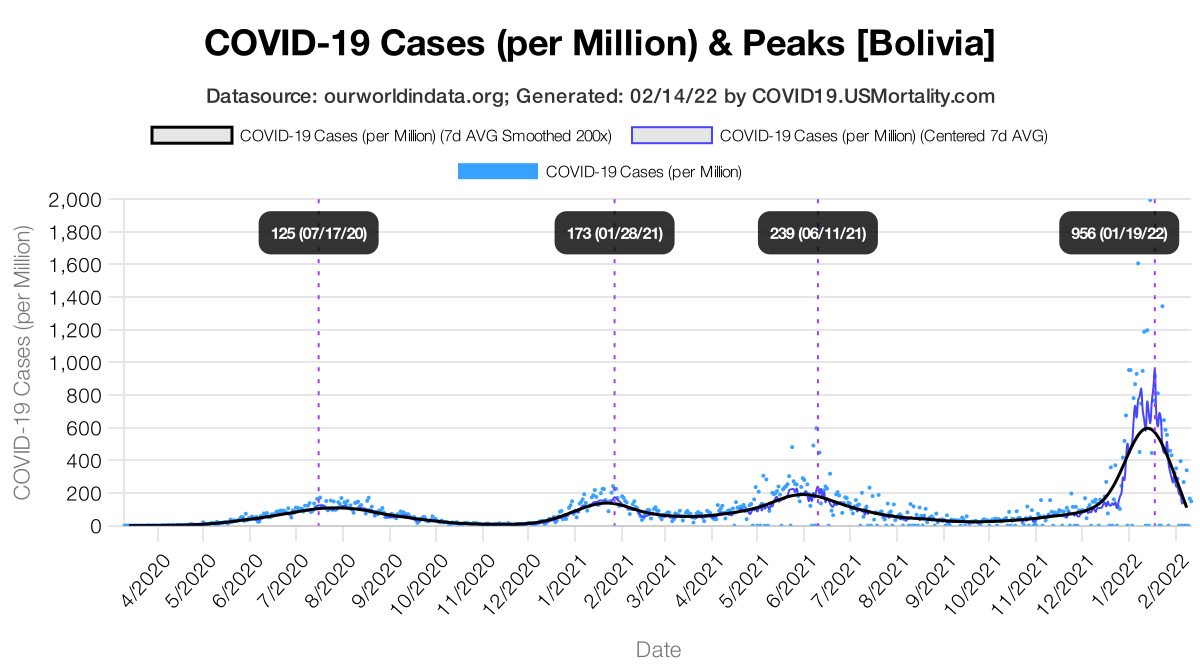 COVID-19 Cases (per Million) & Peaks [Bolivia]
Datasource: ourworldindata.org; Generated: 02/14/22 by COVID19.USMortality.com
COVID-19 Cases (per Million) (7d AVG Smoothed 200x) COVID-19 Cases (per Million) (Centered 7d AVG)
COVID-19 Cases (per Million)
COVID-19 Cases (per Million)
2,000
1,800
1,600
1,400
1,200
1,000
800
600
400
200
0
125 (07/17/20) 173 (01/28/21) 239 (06/11/21) 956 (01/19/22)
4/2020 5/2020 6/2020 7/2020 8/2020 9/2020 10/2020 11/2020 12/2020 1/2021 2/2021 3/2021 4/2021 5/2021 6/2021 7/2021 8/2021 9/2021 10/2021 11/2021 12/2021 1/2022 2/2022
Date